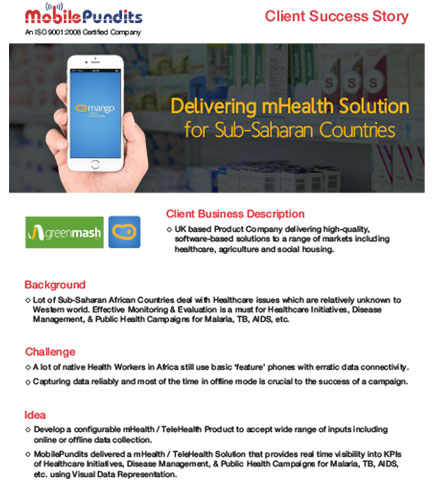 MobilePundits
An ISO 9001:2008 Certified Company
Client Success Story
mango
Delivering mHealth Solution
for Sub-Saharan Countries
greenmash
Client Business Description
◇ UK based Product Company delivering high-quality,
software-based solutions to a range of markets including
healthcare, agriculture and social housing.
Background
◇ Lot of Sub-Saharan African Countries deal with Healthcare issues which are relatively unknown to
Western world. Effective Monitoring & Evaluation is a must for Healthcare Initiatives, Disease
Management, & Public Health Campaigns for Malaria, TB, AIDS, etc.
Challenge
◇ A lot of native Health Workers in Africa still use basic ‘feature’ phones with erratic data connectivity.
◇ Capturing data reliably and most of the time in offline mode is crucial to the success of a campaign.
Idea
◇ Develop a configurable mHealth / TeleHealth Product to accept wide range of inputs including
online or offline data collection.
◇ MobilePundits delivered a mHealth / TeleHealth Solution that provides real time visibility into KPIs
of Healthcare Initiatives, Disease Management, & Public Health Campaigns for Malaria, TB, AIDS,
etc. using Visual Data Representation.